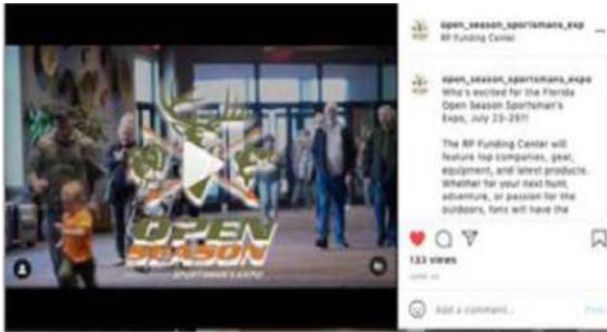 open_season_sportsmans_exp
RP Funding Center
OPEN
SEASON
SPORTSMAN'S EXPO
open_season_sportsmans_expo
Who's excited for the Florida
Open Season Sportsman's
Expo, July 23-25?!
The RP Funding Center will
feature top companies, gear,
equipment, and latest products.
Whether for your next hunt,
adventure, or passion for the
outdoors, fans will have the
133 views
Add a comment...
Post